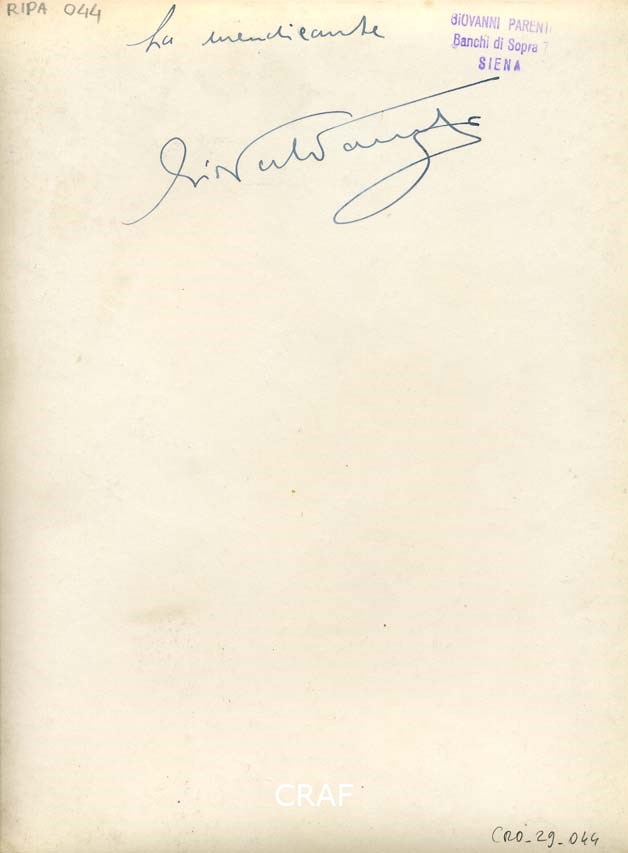 RIPA 044
La mendicante
GIOVANNI PARENTI
Banchi di Sopra 7
SIENA
CRAF
CRO_29_044